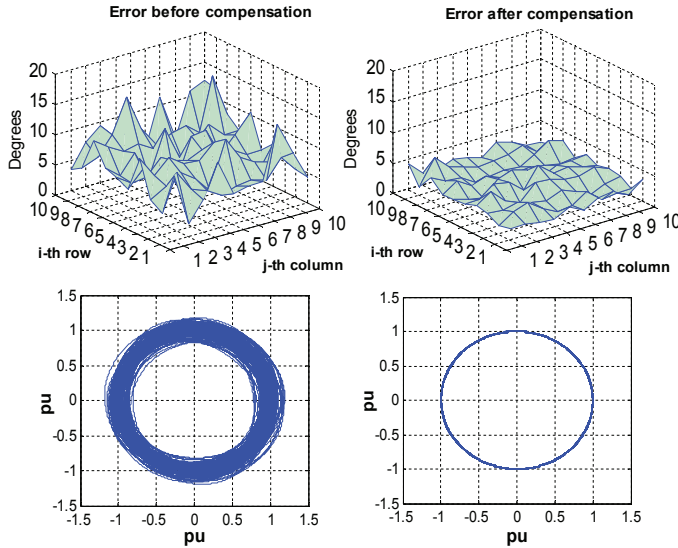 Error before compensation
Error after compensation
20
15
10
5
0
Degrees
10 9 8 7 6 5 4 3 2 1
i-th row
1 2 3 4 5 6 7 8 9 10
j-th column
20
15
10
5
0
Degrees
10 9 8 7 6 5 4 3 2 1
i-th row
1 2 3 4 5 6 7 8 9 10
j-th column
1.5
1
0.5
0
-0.5
-1
-1.5
pu
-1.5 -1 -0.5 0 0.5 1 1.5
pu
1.5
1
0.5
0
-0.5
-1
-1.5
pu
-1.5 -1 -0.5 0 0.5 1 1.5
pu